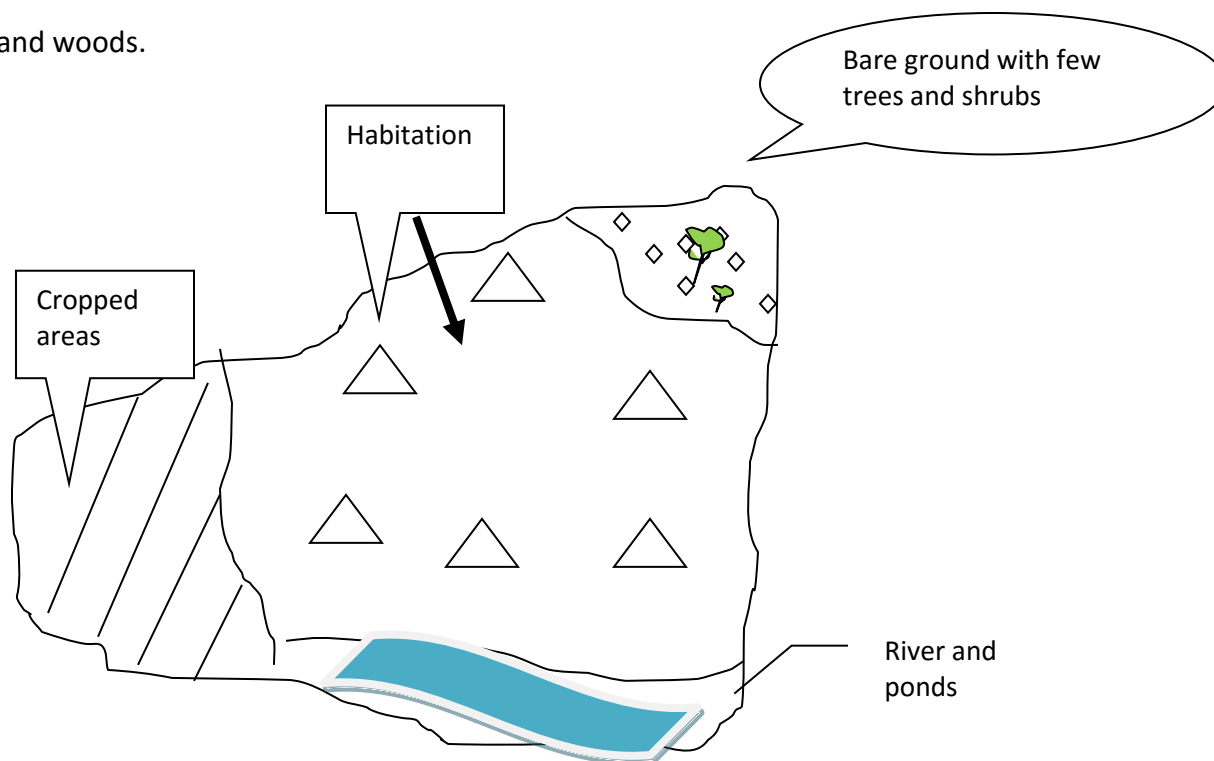 and woods.
Bare ground with few
trees and shrubs
Habitation
Cropped
areas
River and
ponds